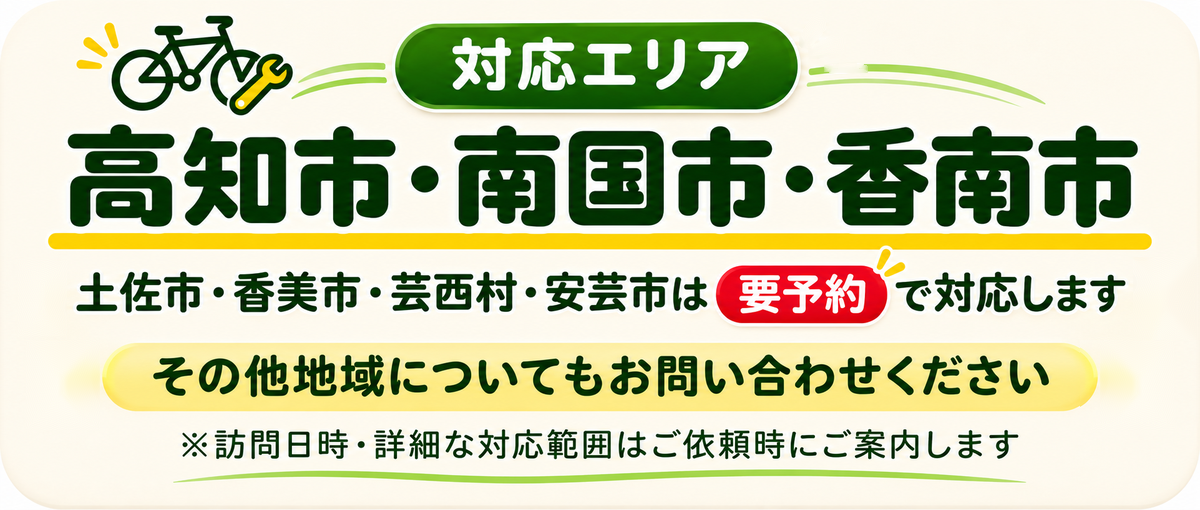 対応エリア
高知市・南国市・香南市
土佐市・香美市・芸西村・安芸市は 要予約 で対応します
その他地域についてもお問い合わせください
※訪問日時・詳細な対応範囲はご依頼時にご案内します